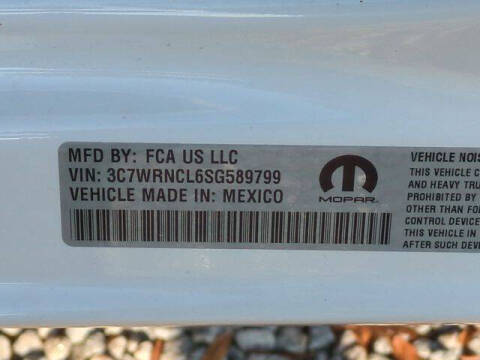 MFD BY: FCA US LLC
VIN: 3C7WRNCL6SG589799
VEHICLE MADE IN: MEXICO
MOPAR
VEHICLE NOIS
THIS VEHICLE C
AND HEAVY TRU
PROHIBITED BY
OTHER THAN FO
CONTROL DEVICE
THIS VEHICLE IN
AFTER SUCH DEVI